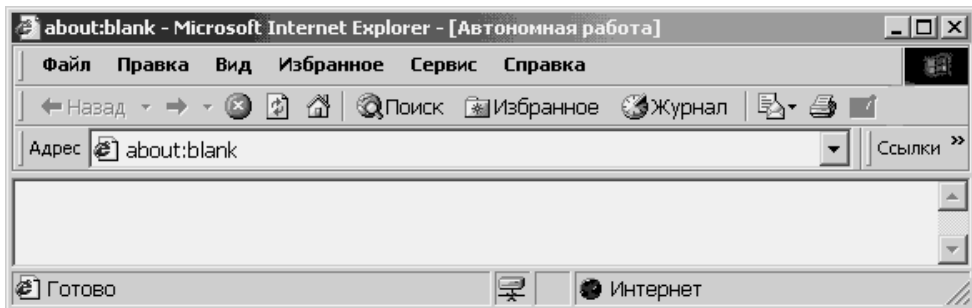 about:blank - Microsoft Internet Explorer - [Автономная работа]
Файл Правка Вид Избранное Сервис Справка
Назад Поиск Избранное Журнал
Адрес about:blank Ссылки »
Готово Интернет